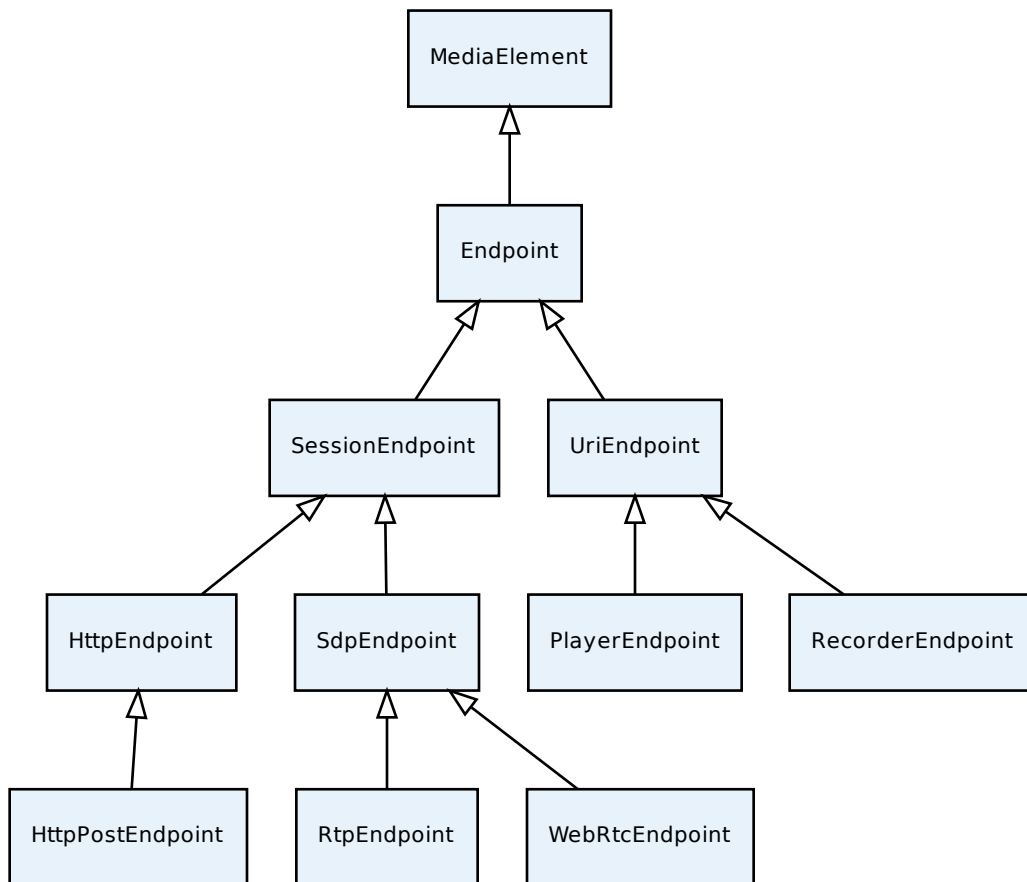 MediaElement
Endpoint
SessionEndpoint
UriEndpoint
HttpEndpoint
SdpEndpoint
PlayerEndpoint
RecorderEndpoint
HttpPostEndpoint
RtpEndpoint
WebRtcEndpoint